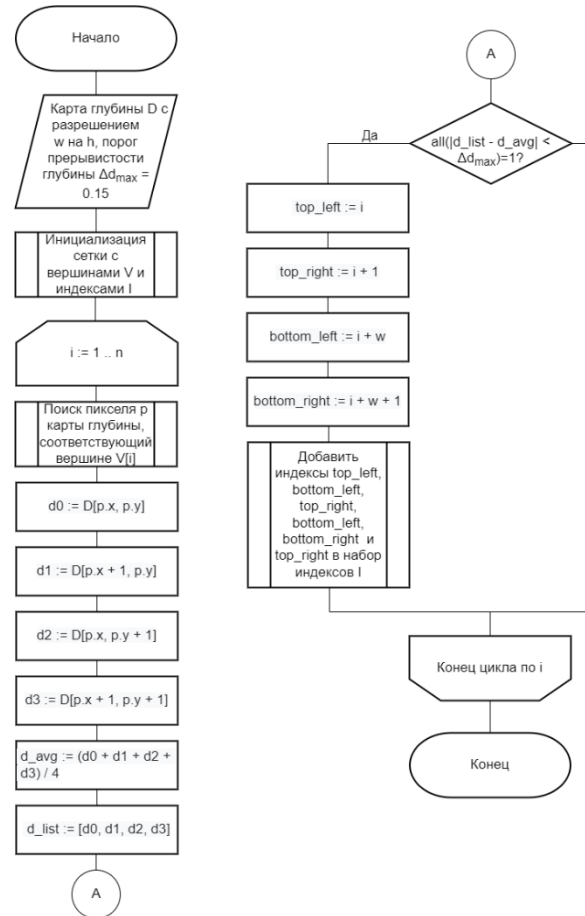 Начало
Карта глубины D с
разрешением
w на h, порог
прерывистости
глубины Δd_max =
0.15
Инициализация
сетки с
вершинами V и
индексами I
i := 1 .. n
Поиск пикселя p
карты глубины,
соответствующий
вершине V[i]
d0 := D[p.x, p.y]
d1 := D[p.x + 1, p.y]
d2 := D[p.x, p.y + 1]
d3 := D[p.x + 1, p.y + 1]
d_avg := (d0 + d1 + d2 +
d3) / 4
d_list := [d0, d1, d2, d3]
A
A
Да
all(|d_list - d_avg| <
Δd_max)=1?
top_left := i
top_right := i + 1
bottom_left := i + w
bottom_right := i + w + 1
Добавить
индексы top_left,
bottom_left,
top_right,
bottom_left,
bottom_right и
top_right в набор
индексов I
Конец цикла по i
Конец